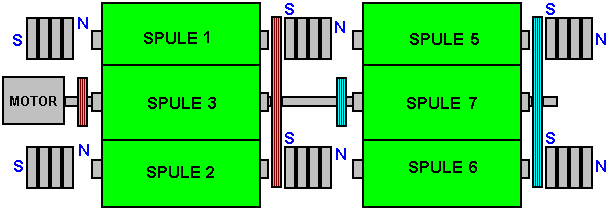 S N SPULE 1 S N SPULE 5 S N
MOTOR SPULE 3 SPULE 7
S N SPULE 2 S N SPULE 6 S N